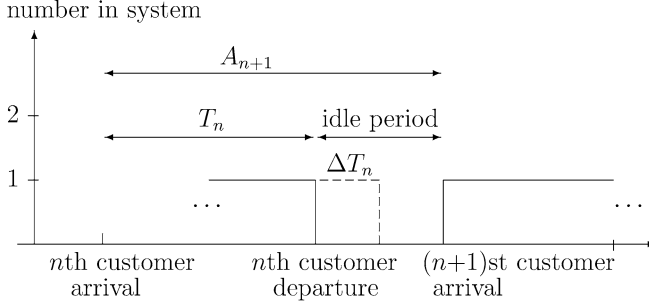 number in system
A_{n+1}
2
T_n
idle period
ΔT_n
1
... ...
nth customer nth customer (n+1)st customer
arrival departure arrival